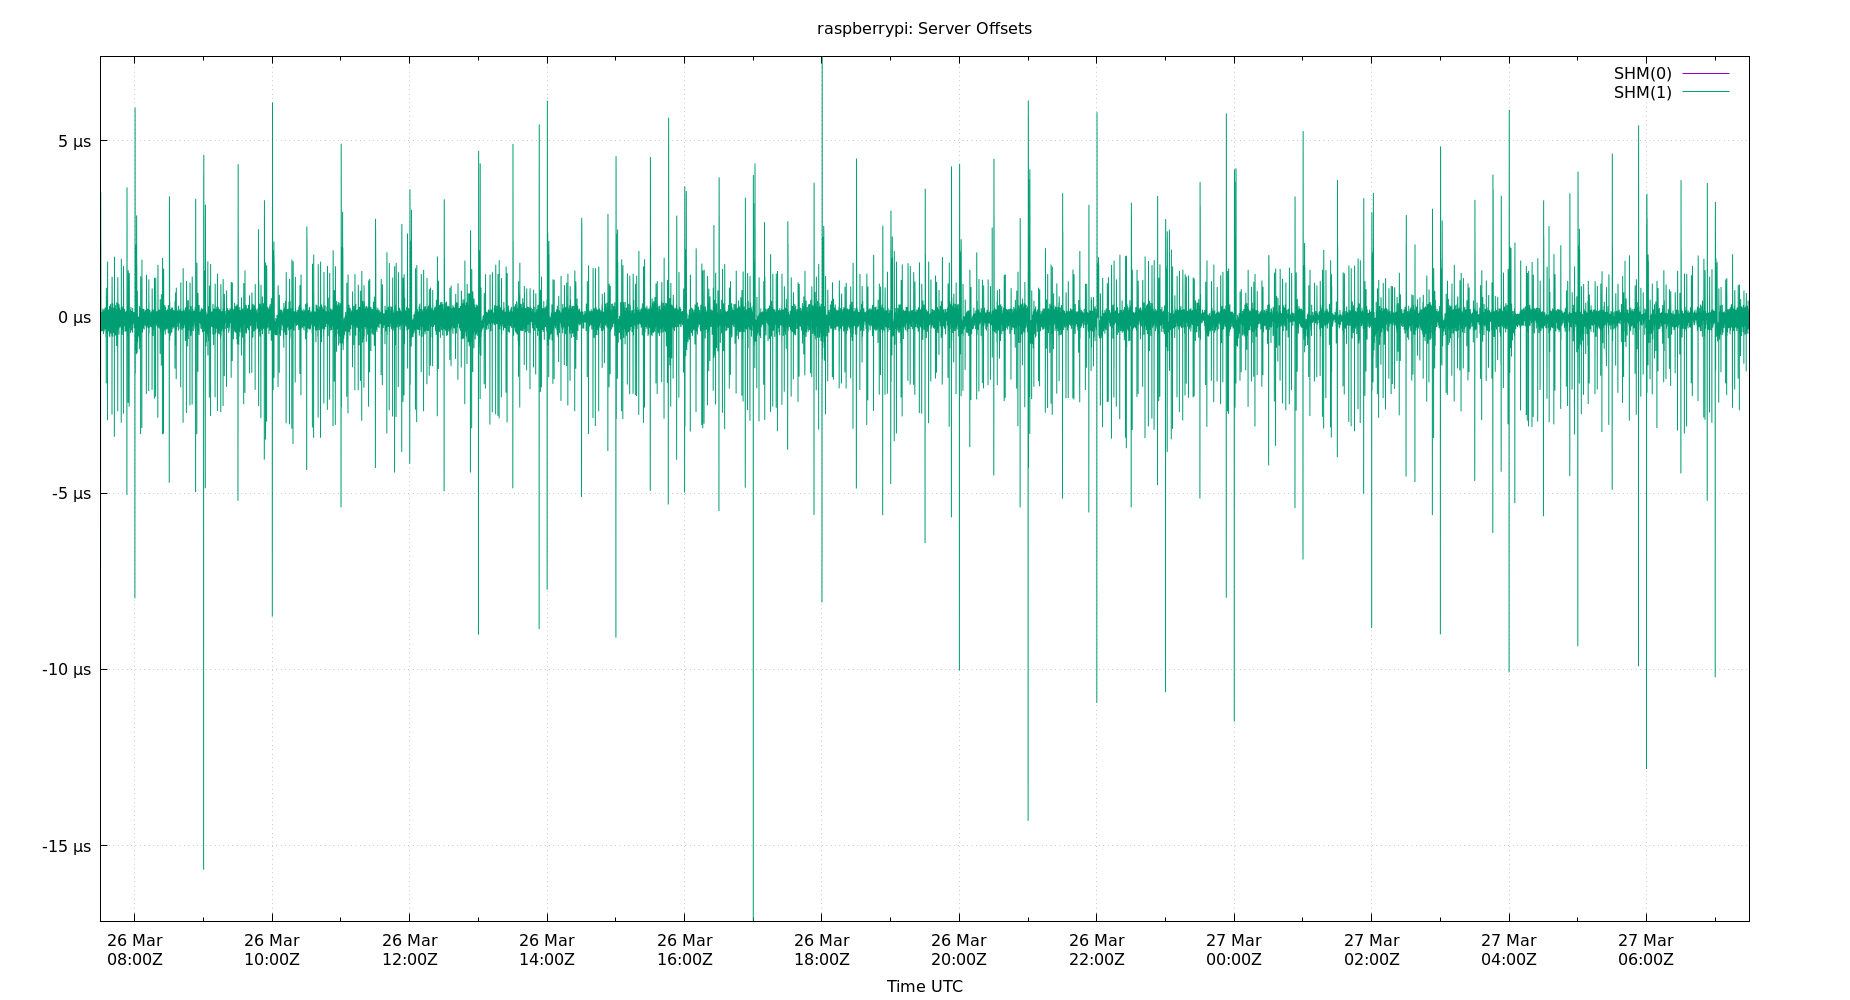 raspberrypi: Server Offsets
SHM(0)
SHM(1)
5 µs
0 µs
-5 µs
-10 µs
-15 µs
26 Mar 26 Mar 26 Mar 26 Mar 26 Mar 26 Mar 26 Mar 26 Mar 27 Mar 27 Mar 27 Mar 27 Mar
08:00Z 10:00Z 12:00Z 14:00Z 16:00Z 18:00Z 20:00Z 22:00Z 00:00Z 02:00Z 04:00Z 06:00Z
Time UTC